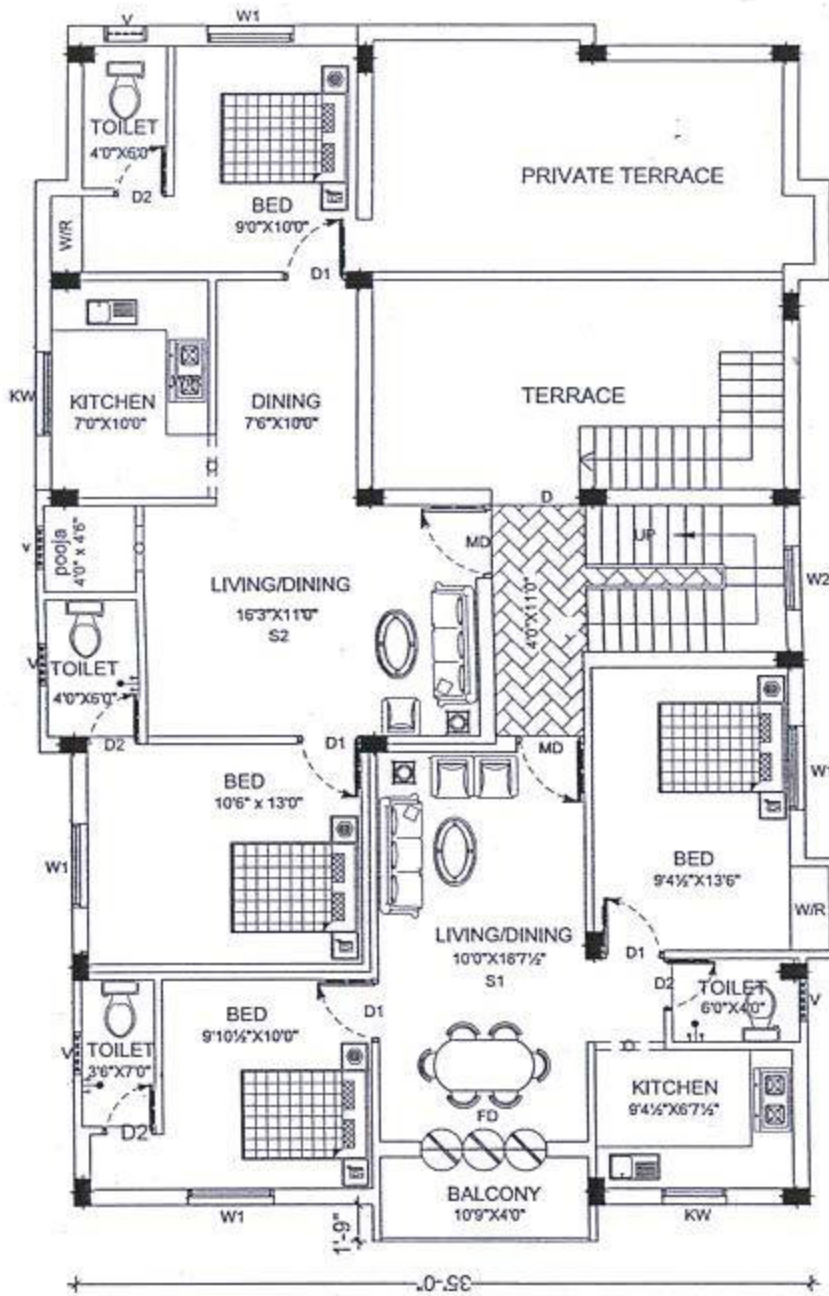 V
W1
TOILET
4'0"X6'0"
D2
W/R
BED
9'0"X10'0"
D1
PRIVATE TERRACE
KW
KITCHEN
7'0"X10'0"
DINING
7'6"X10'0"
TERRACE
D
pooja
4'0" x 4'6"
V
MD
UP
4'0"X11'0"
W2
LIVING/DINING
16'3"X11'0"
S2
V
TOILET
4'0"X6'0"
D2
D1
MD
BED
10'6" x 13'0"
W1
W1
BED
9'4½"X13'6
W/R
LIVING/DINING
10'0"X18'7½"
S1
D1
D2
TOILET
6'0"X4'0"
V
BED
9'10½"X10'0"
D1
V
TOILET
3'6"X7'0"
D2
KITCHEN
9'4½"X6'7½"
FD
BALCONY
10'9"X4'0"
W1
KW
1'-9"
35'-0"